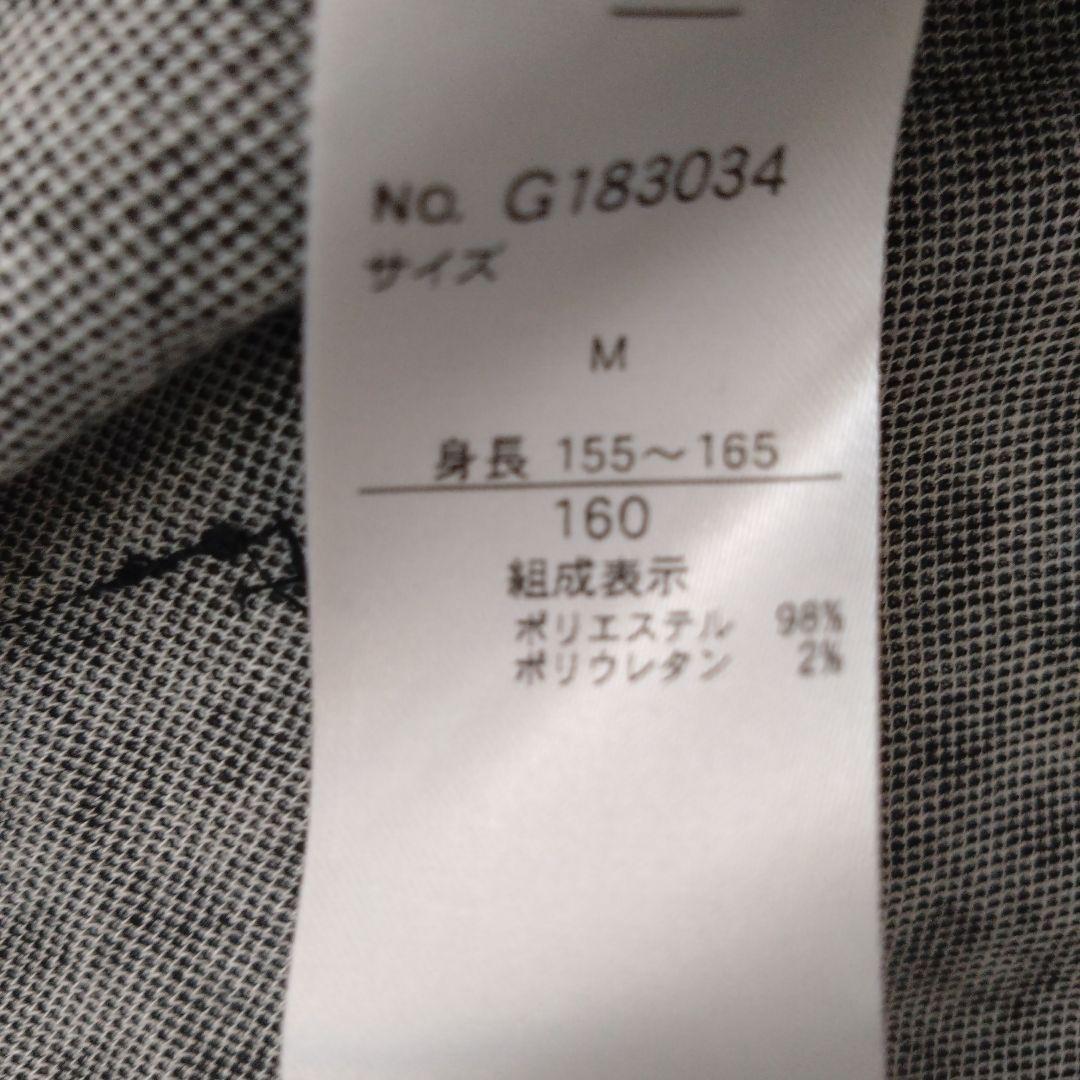 No. G183034
サイズ
M
身長 155～165
160
組成表示
ポリエステル 98%
ポリウレタン 2%